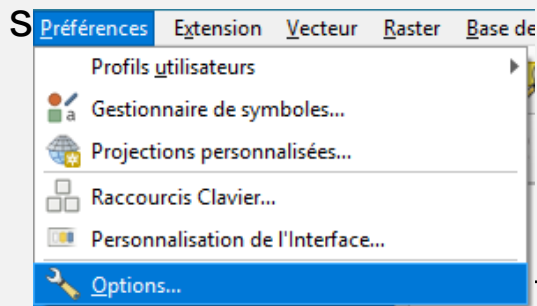 S
Préférences Extension Vecteur Raster Base de
Profils utilisateurs
Gestionnaire de symboles...
Projections personnalisées...
Raccourcis Clavier...
Personnalisation de l'Interface...
Options...